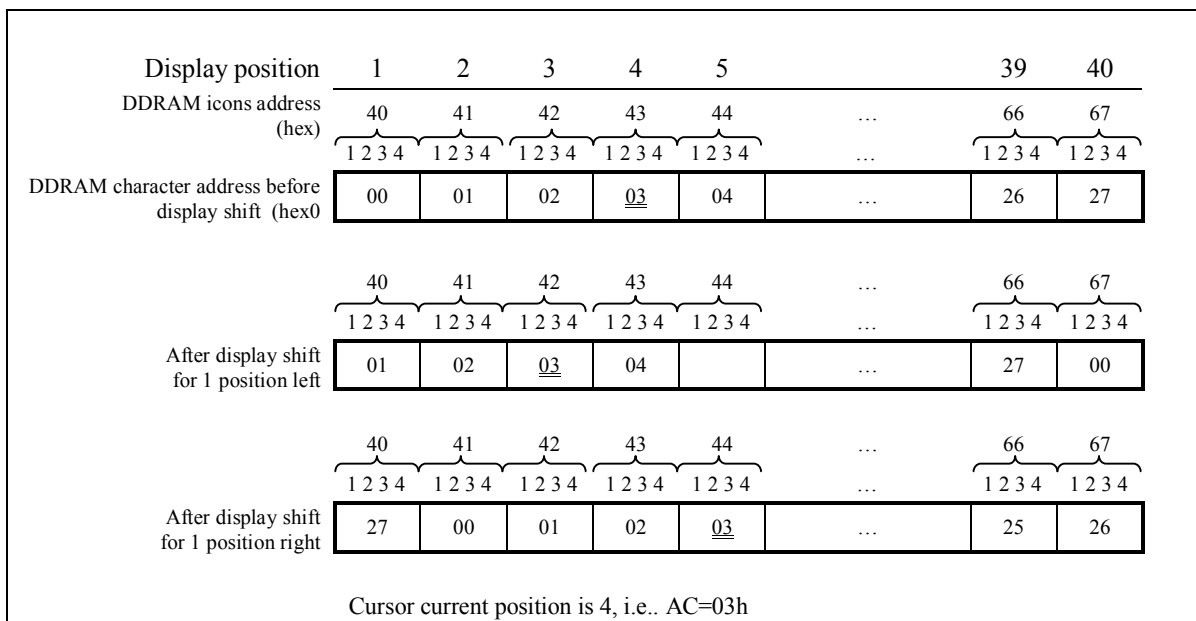 Display position 1 2 3 4 5 39 40
DDRAM icons address
(hex)
40 41 42 43 44 … 66 67
1 2 3 4 1 2 3 4 1 2 3 4 1 2 3 4 1 2 3 4 … 1 2 3 4 1 2 3 4
DDRAM character address before
display shift (hex0
00 01 02 03 04 … 26 27
40 41 42 43 44 … 66 67
1 2 3 4 1 2 3 4 1 2 3 4 1 2 3 4 1 2 3 4 … 1 2 3 4 1 2 3 4
After display shift
for 1 position left
01 02 03 04 … 27 00
40 41 42 43 44 … 66 67
1 2 3 4 1 2 3 4 1 2 3 4 1 2 3 4 1 2 3 4 … 1 2 3 4 1 2 3 4
After display shift
for 1 position right
27 00 01 02 03 … 25 26
Cursor current position is 4, i.e.. AC=03h